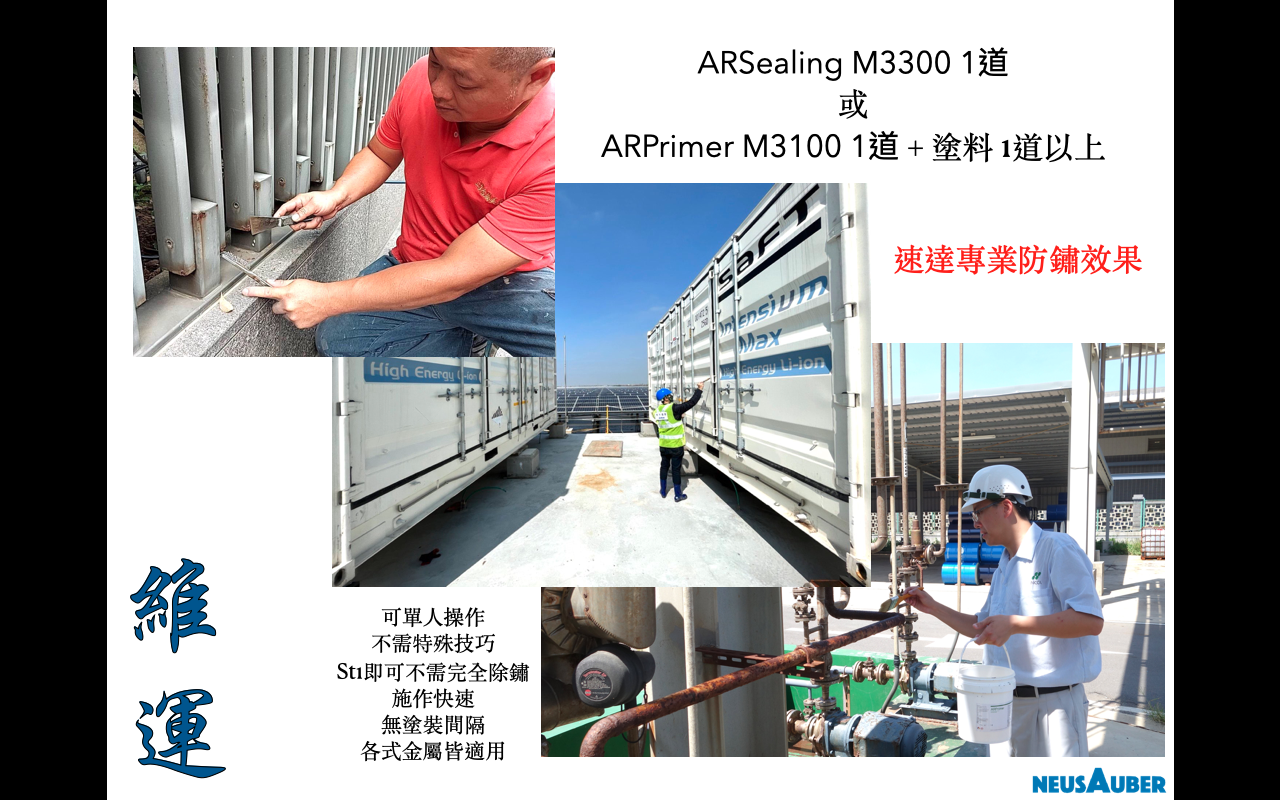 ARSealing M3300 1道
或
ARPrimer M3100 1道 + 塗料 1道以上
速達專業防鏽效果
saFT
Intensium
Max
High Energy Li-ion
High Energy Li-ion
維
運
可單人操作
不需特殊技巧
St1即可不需完全除鏽
施作快速
無塗裝間隔
各式金屬皆適用
NEUSAUBER